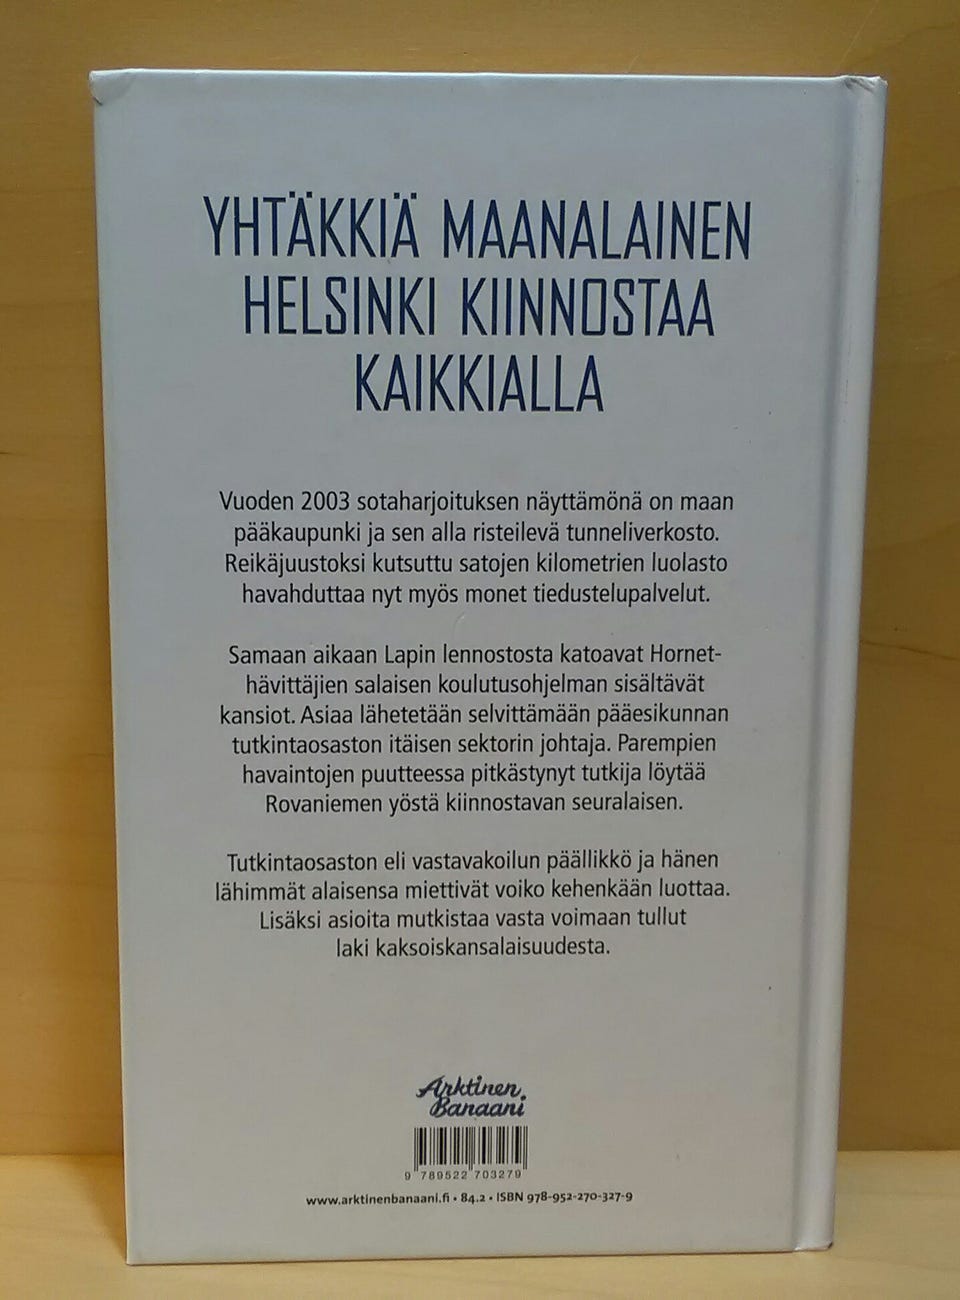 YHTÄKKIÄ MAANALAINEN
HELSINKI KIINNOSTAA
KAIKKIALLA
Vuoden 2003 sotaharjoituksen näyttämönä on maan
pääkaupunki ja sen alla risteilevä tunneliverkosto.
Reikäjuustoksi kutsuttu satojen kilometrien luolasto
havahduttaa nyt myös monet tiedustelupalvelut.
Samaan aikaan Lapin lennostosta katoavat Hornet-
hävittäjien salaisen koulutusohjelman sisältävät
kansiot. Asiaa lähetetään selvittämään pääesikunnan
tutkintaosaston itäisen sektorin johtaja. Parempien
havaintojen puutteessa pitkästynyt tutkija löytää
Rovaniemen yöstä kiinnostavan seuralaisen.
Tutkintaosaston eli vastavakoilun päällikkö ja hänen
lähimmät alaisensa miettivät voiko kehenkään luottaa.
Lisäksi asioita mutkistaa vasta voimaan tullut
laki kaksoiskansalaisuudesta.
Arktinen
Banaani
9 789522 703279
www.arktinenbanaani.fi • 84.2 • ISBN 978-952-270-327-9